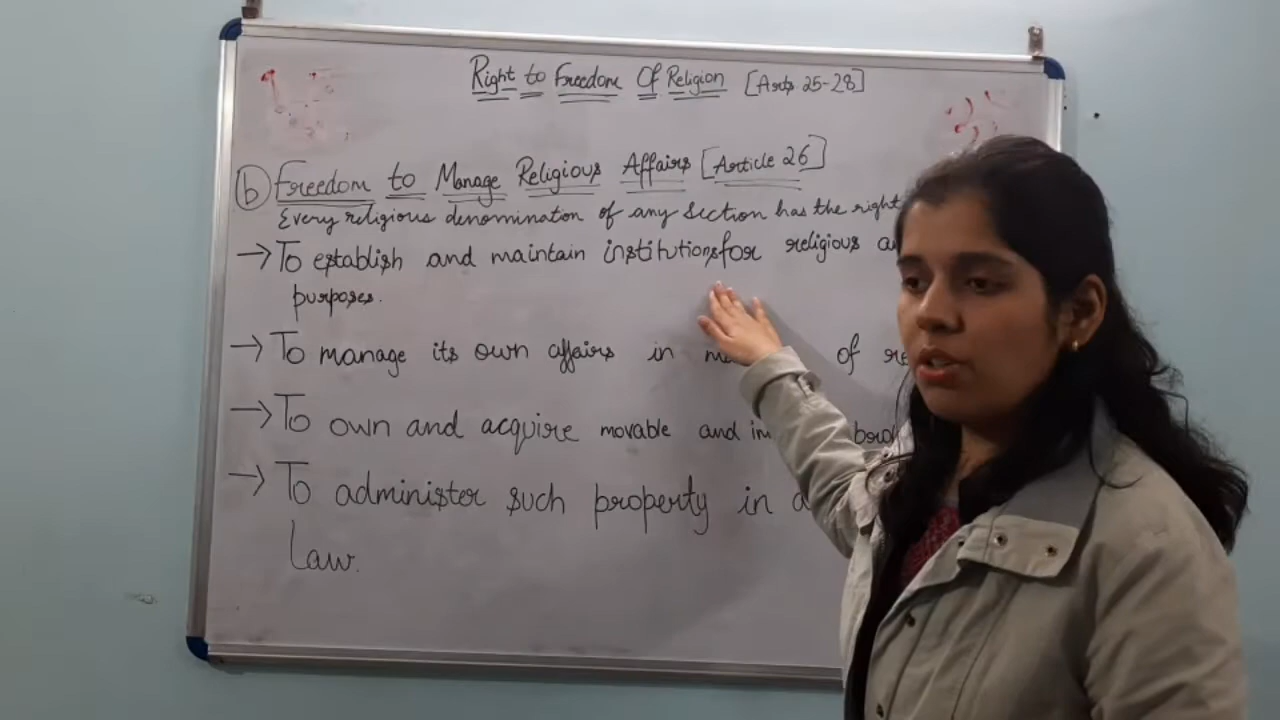 Right to Freedom Of Religion [Arts 25-28]
(b) Freedom to Manage Religious Affairs [Article 26]
Every religious denomination of any section has the right
→ To establish and maintain institutions for religious
purposes.
→ To manage its own affairs in of
→ To own and acquire movable and
→ To administer such property in
Law.